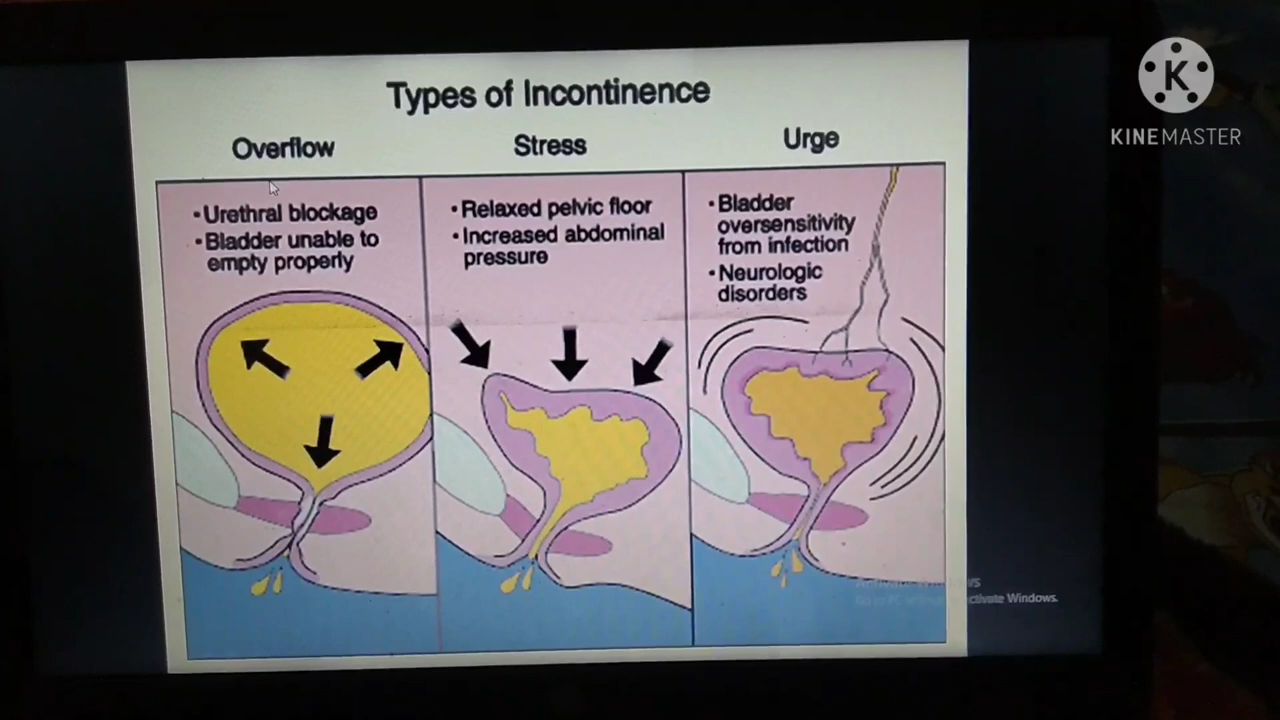 Types of Incontinence
Overflow
Stress
Urge
•Urethral blockage
•Bladder unable to
empty properly
•Relaxed pelvic floor
•Increased abdominal
pressure
•Bladder
oversensitivity
from infection
•Neurologic
disorders
K
KINEMASTER
Windows.